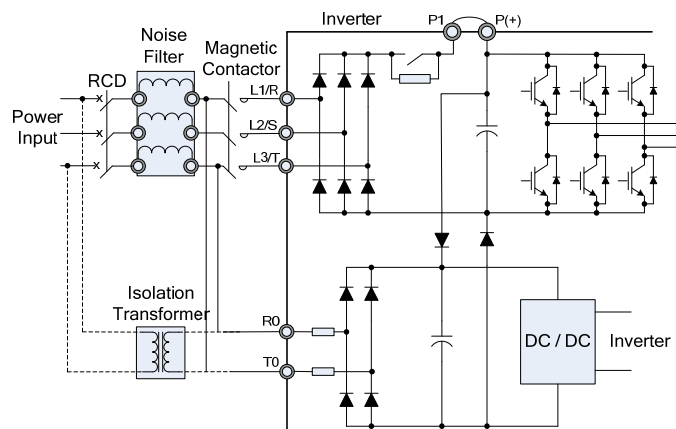 Inverter
P1
P(+)
Noise
Filter
Magnetic
Contactor
RCD
L1/R
Power
Input
L2/S
L3/T
x
x
x
Isolation
Transformer
R0
T0
DC / DC
Inverter